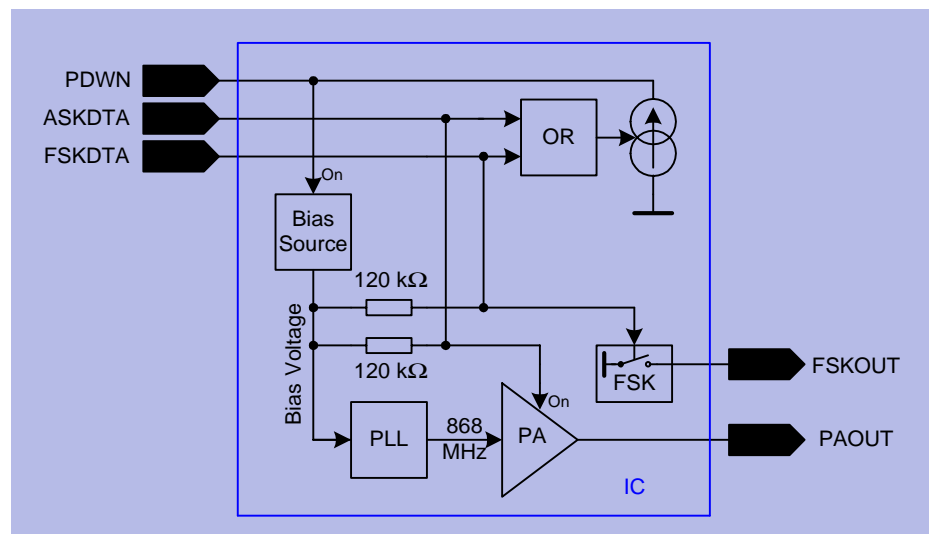 PDWN
ASKDTA
FSKDTA
OR
On
Bias
Source
120 kΩ
Bias Voltage
120 kΩ
FSK
FSKOUT
On
PLL
868
MHz
PA
PAOUT
IC